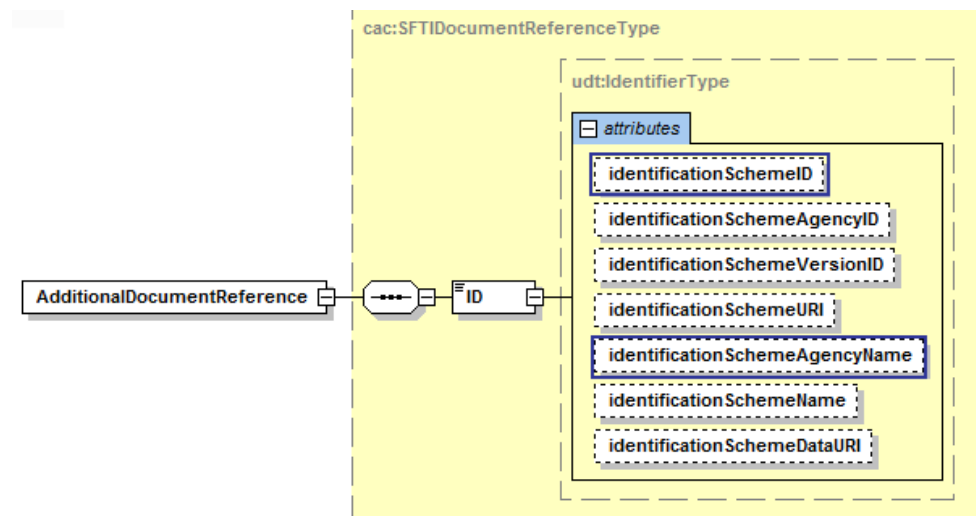 cac:SFTIDocumentReferenceType
udt:IdentifierType
attributes
identificationSchemeID
identificationSchemeAgencyID
identificationSchemeVersionID
AdditionalDocumentReference
ID
identificationSchemeURI
identificationSchemeAgencyName
identificationSchemeName
identificationSchemeDataURI